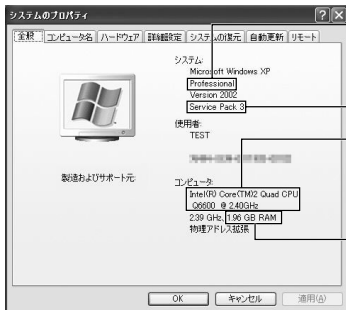 システムのプロパティ
全般 コンピュータ名 ハードウェア 詳細設定 システムの復元 自動更新 リモート
システム:
Microsoft Windows XP
Professional
Version 2002
Service Pack 3
使用者:
TEST
製造およびサポート元:
コンピュータ:
Intel(R) Core(TM)2 Quad CPU
Q6600 @ 2.40GHz
2.39 GHz, 1.96 GB RAM
物理アドレス拡張
OK キャンセル 適用(A)